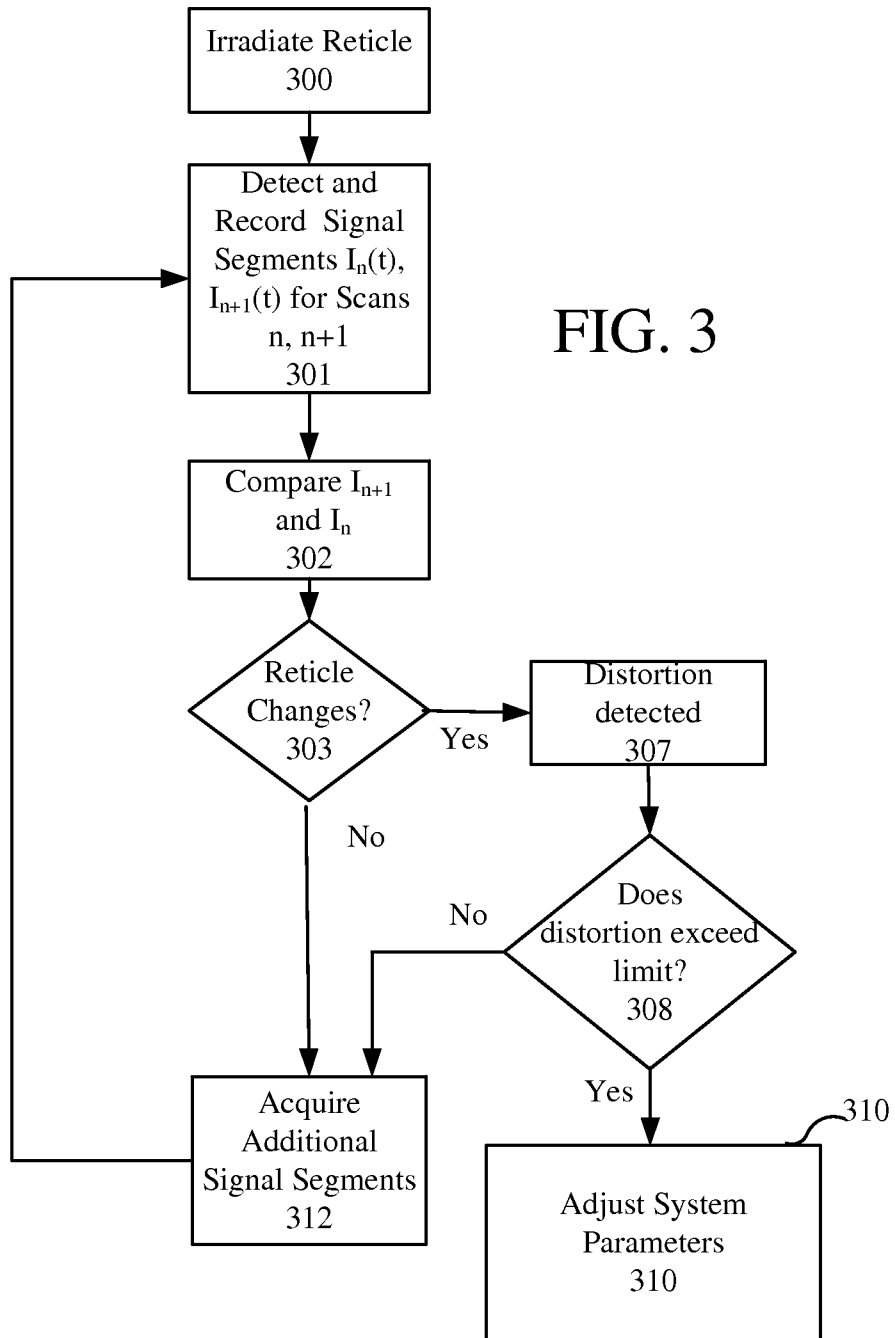 Irradiate Reticle
300
Detect and
Record Signal
Segments Iₙ(t),
Iₙ₊₁(t) for Scans
n, n+1
301
FIG. 3
Compare Iₙ₊₁
and Iₙ
302
Reticle
Changes?
303
Yes
No
Distortion
detected
307
Does
distortion exceed
limit?
308
No
Yes
Acquire
Additional
Signal Segments
312
310
Adjust System
Parameters
310